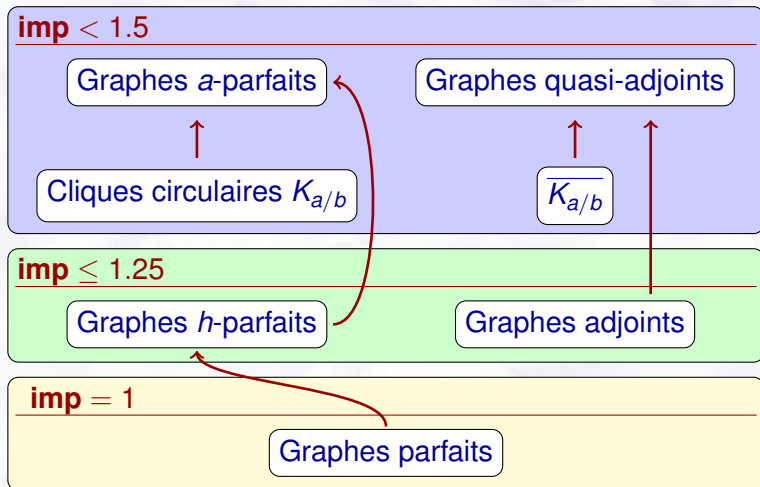 imp < 1.5
Graphes a-parfaits Graphes quasi-adjoints
Cliques circulaires K_{a/b} \overline{K_{a/b}}
imp ≤ 1.25
Graphes h-parfaits Graphes adjoints
imp = 1
Graphes parfaits